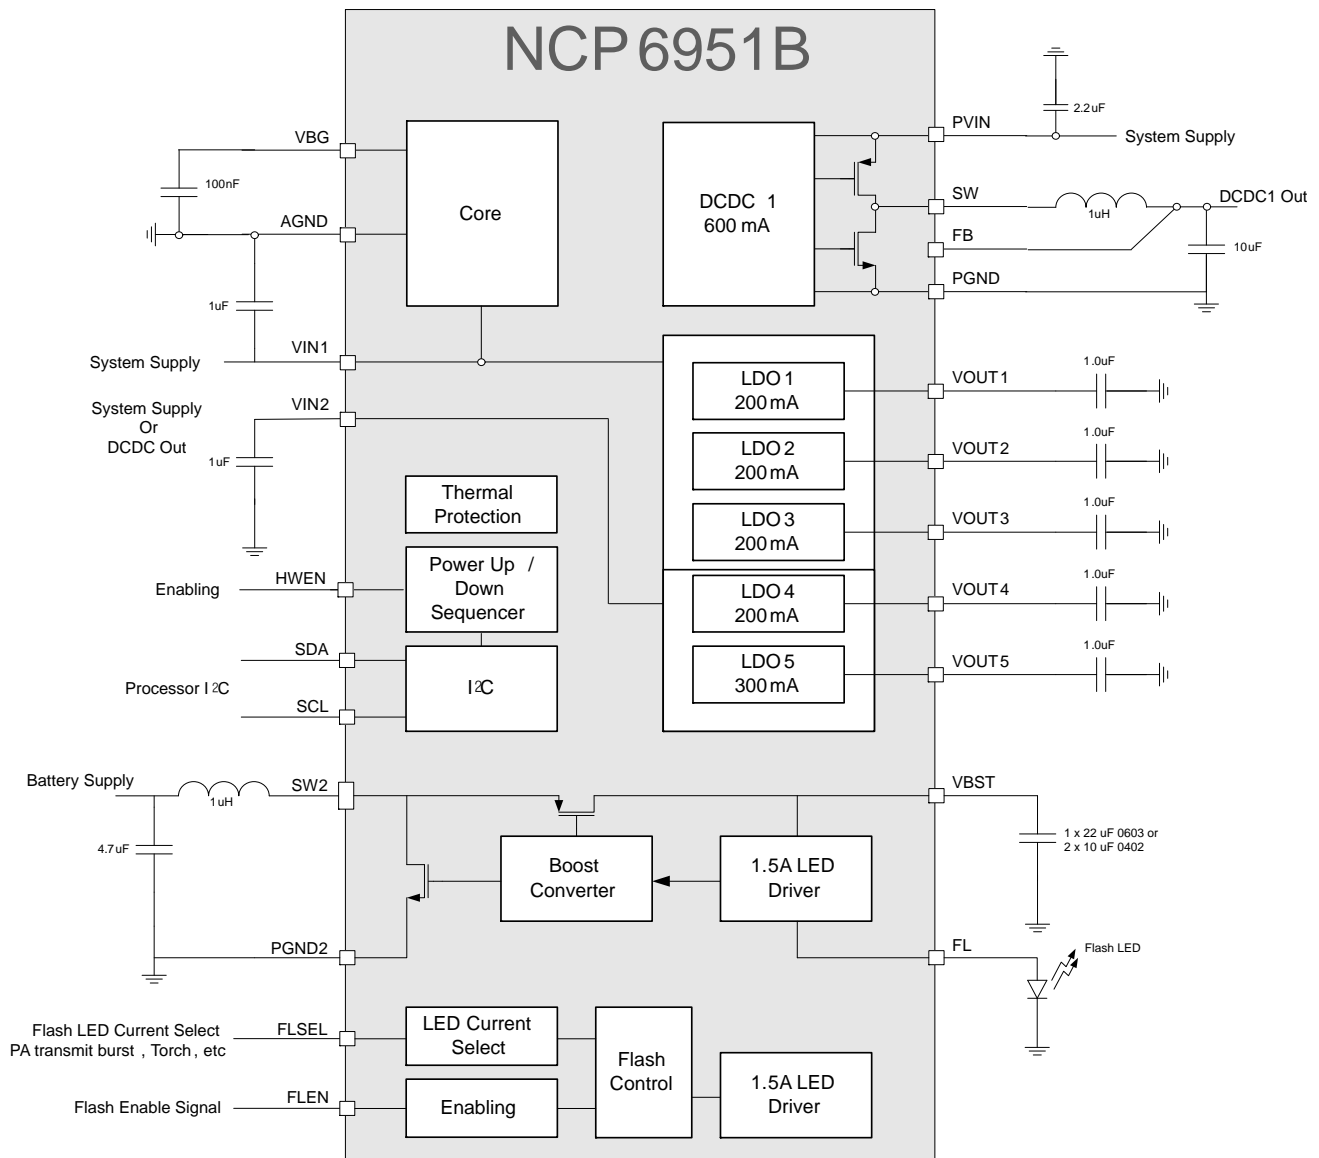 NCP6951B
VBG
100nF
AGND
1uF
VIN1
System Supply
VIN2
System Supply
Or
DCDC Out
1uF
Core
DCDC 1
600 mA
PVIN
2.2uF
System Supply
SW
1uH
DCDC1 Out
FB
10uF
PGND
LDO 1
200 mA
VOUT1
1.0uF
LDO 2
200 mA
VOUT2
1.0uF
LDO 3
200 mA
VOUT3
1.0uF
LDO 4
200 mA
VOUT4
1.0uF
LDO 5
300 mA
VOUT5
1.0uF
Thermal
Protection
Enabling
HWEN
Power Up /
Down
Sequencer
SDA
Processor I2C
SCL
I2C
Battery Supply
1uH
SW2
4.7uF
PGND2
Boost
Converter
1.5A LED
Driver
VBST
1 x 22 uF 0603 or
2 x 10 uF 0402
FL
Flash LED
Flash LED Current Select
PA transmit burst , Torch, etc
FLSEL
LED Current
Select
Flash
Control
Flash Enable Signal
FLEN
Enabling
1.5A LED
Driver